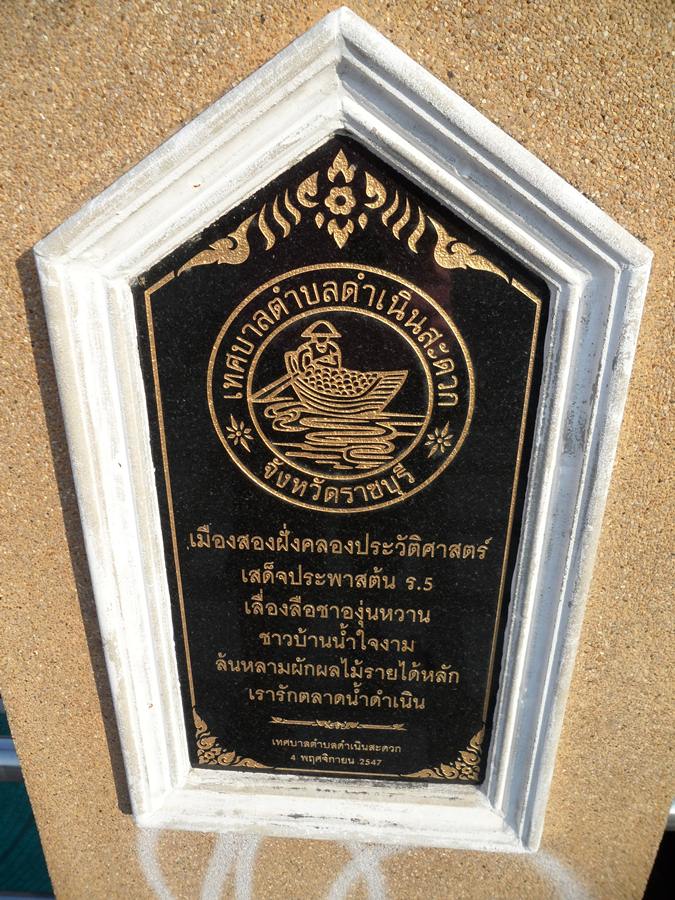 เทศบาลตำบลดำเนินสะดวก
จังหวัดราชบุรี
เมืองสองฝั่งคลองประวัติศาสตร์
เสด็จประพาสต้น ร.5
เลื่องลือชาองุ่นหวาน
ชาวบ้านน้ำใจงาม
ล้นหลามผักผลไม้รายได้หลัก
เรารักตลาดน้ำดำเนิน
เทศบาลตำบลดำเนินสะดวก
4 พฤศจิกายน 2547